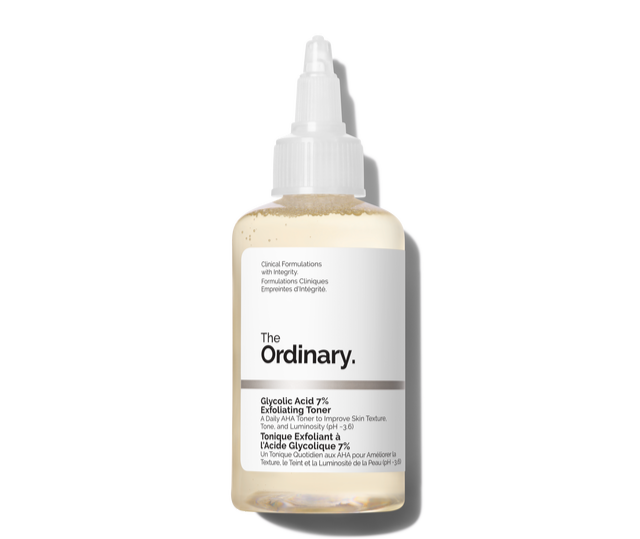 Clinical Formulations
with Integrity.
Formulations Cliniques
Empreintes d'Intégrité.
The
Ordinary.
Glycolic Acid 7%
Exfoliating Toner
A Daily AHA Toner to Improve Skin Texture,
Tone, and Luminosity (pH ~3.6)
Tonique Exfoliant à
l'Acide Glycolique 7%
Un Tonique Quotidien aux AHA pour Améliorer la
Texture, le Teint et la Luminosité de la Peau (pH ~3.6)